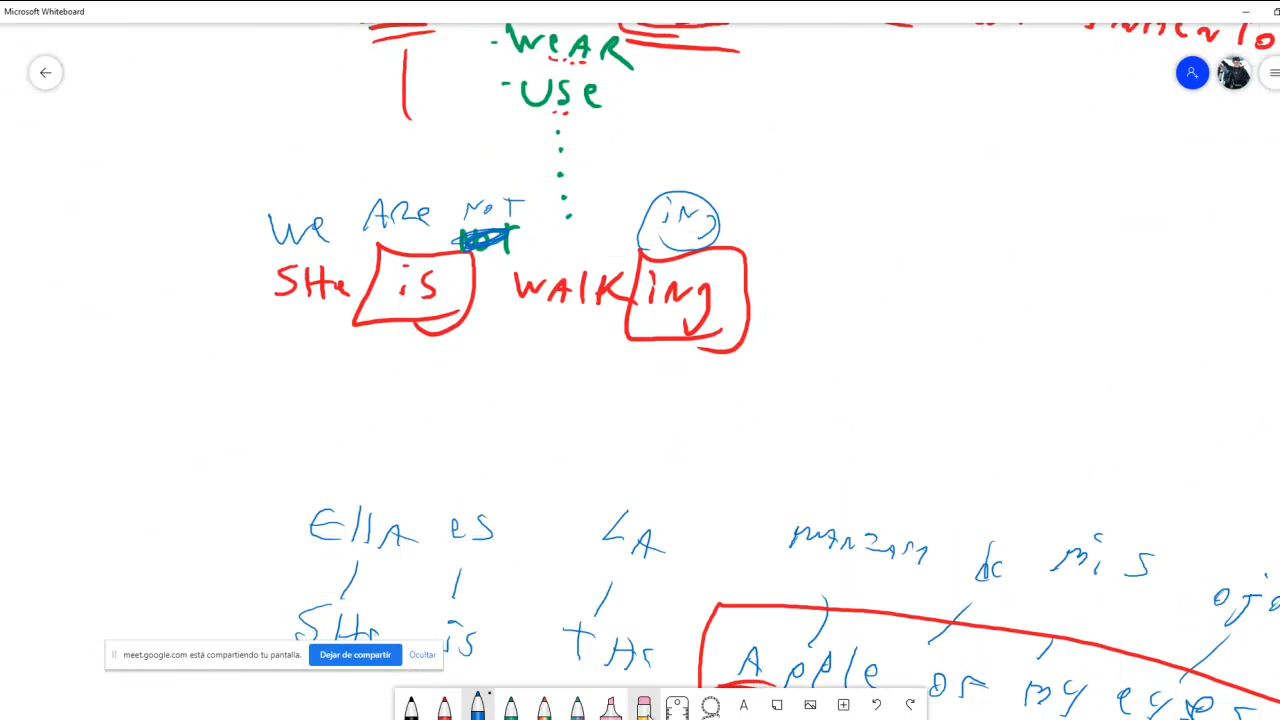 Microsoft Whiteboard
-WeAR
-USe
We ARe NOT ing
SHe is WAlKing
EllA es LA MANZANA de Mis ojo
SHe is THe Apple OF My eyes
meet.google.com está compartiendo tu pantalla. Dejar de compartir Ocultar